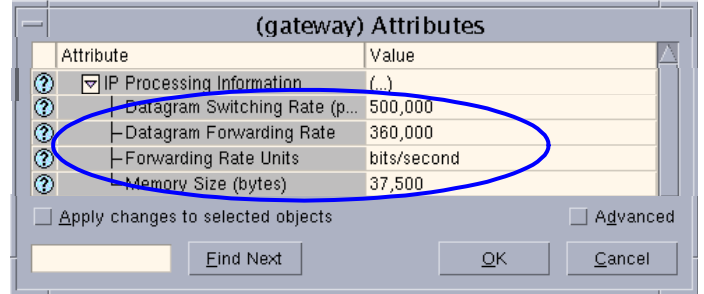 (gateway) Attributes
Attribute Value
? IP Processing Information (...)
? Datagram Switching Rate (p... 500,000
? Datagram Forwarding Rate 360,000
? Forwarding Rate Units bits/second
? Memory Size (bytes) 37,500
Apply changes to selected objects Advanced
Find Next OK Cancel